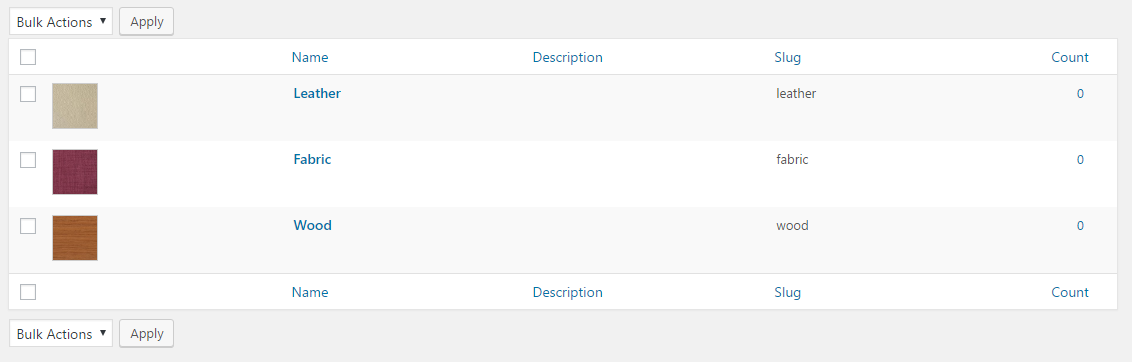 Bulk Actions Apply
Name Description Slug Count
Leather leather 0
Fabric fabric 0
Wood wood 0
Name Description Slug Count
Bulk Actions Apply